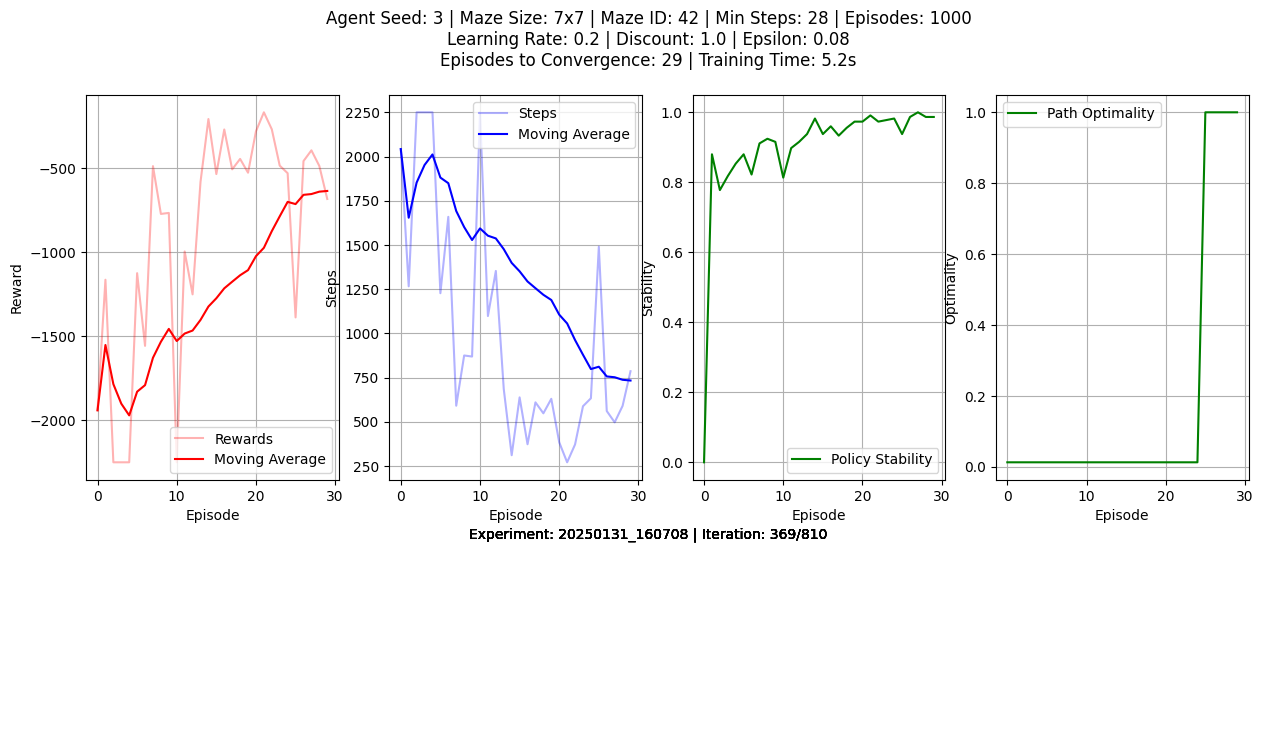 Agent Seed: 3 | Maze Size: 7x7 | Maze ID: 42 | Min Steps: 28 | Episodes: 1000
Learning Rate: 0.2 | Discount: 1.0 | Epsilon: 0.08
Episodes to Convergence: 29 | Training Time: 5.2s
Reward
−500
−1000
−1500
−2000
0
10
20
30
Episode
Rewards
Moving Average
Steps
2250
2000
1750
1500
1250
1000
750
500
250
0
10
20
30
Episode
Steps
Moving Average
Stability
1.0
0.8
0.6
0.4
0.2
0.0
0
10
20
30
Episode
Policy Stability
Optimality
1.0
0.8
0.6
0.4
0.2
0.0
0
10
20
30
Episode
Path Optimality
Experiment: 20250131_160708 | Iteration: 369/810